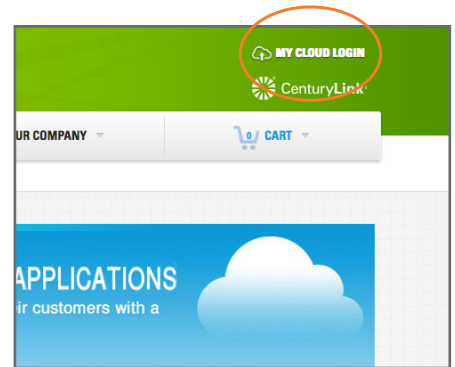 MY CLOUD LOGIN
CenturyLink
UR COMPANY
0 CART
APPLICATIONS
ir customers with a